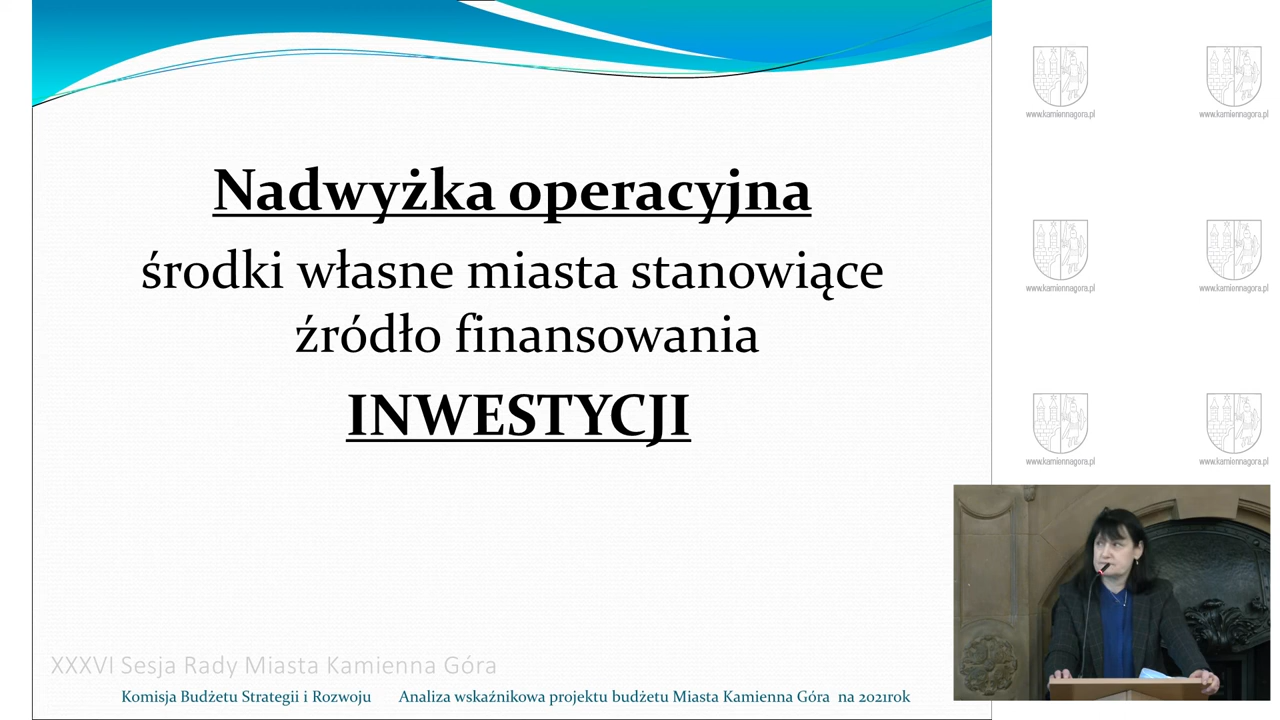 Nadwyżka operacyjna
środki własne miasta stanowiące
źródło finansowania
INWESTYCJI
XXXVI Sesja Rady Miasta Kamienna Góra
Komisja Budżetu Strategii i Rozwoju Analiza wskaźnikowa projektu budżetu Miasta Kamienna Góra na 2021rok
www.kamiennagora.pl
www.kamiennagora.pl
www.kamiennagora.pl
www.kamiennagora.pl
www.kamiennagora.pl
www.kamiennagora.pl